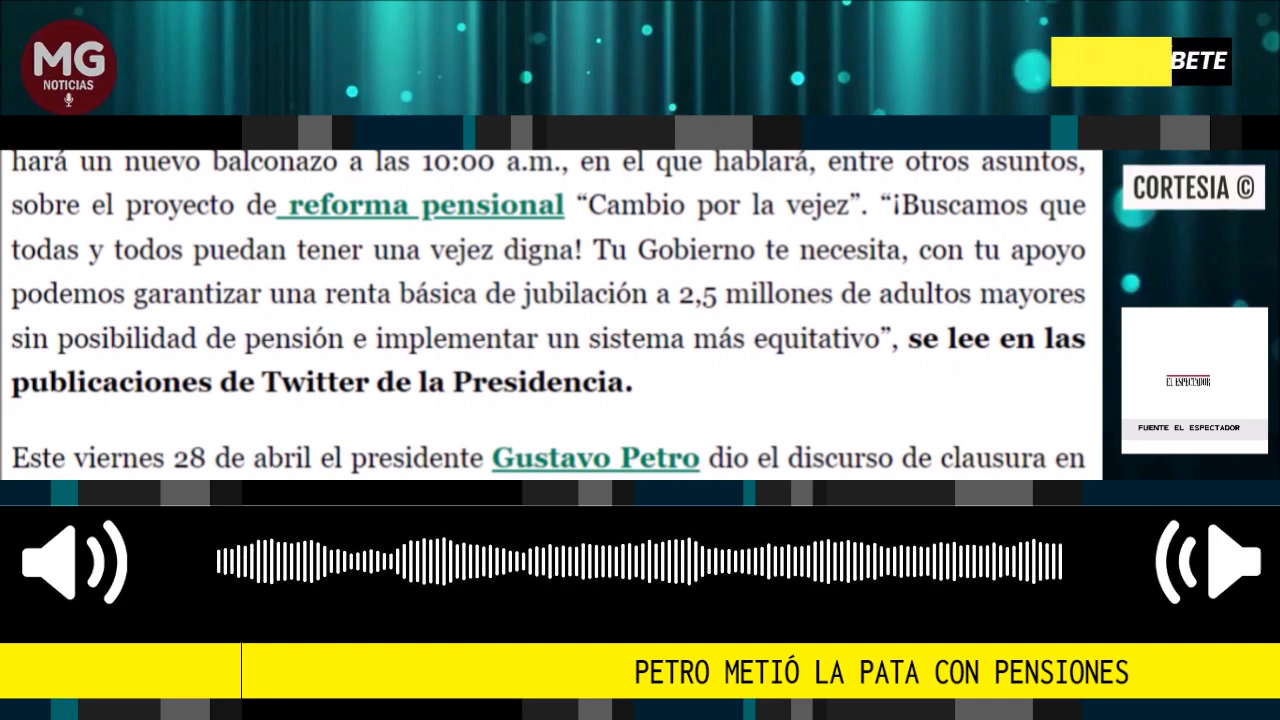 MG
NOTICIAS
BETE
hará un nuevo balconazo a las 10:00 a.m., en el que hablará, entre otros asuntos,
sobre el proyecto de reforma pensional “Cambio por la vejez”. “¡Buscamos que
todas y todos puedan tener una vejez digna! Tu Gobierno te necesita, con tu apoyo
podemos garantizar una renta básica de jubilación a 2,5 millones de adultos mayores
sin posibilidad de pensión e implementar un sistema más equitativo”, se lee en las
publicaciones de Twitter de la Presidencia.
Este viernes 28 de abril el presidente Gustavo Petro dio el discurso de clausura en
CORTESIA ©
EL ESPECTADOR
FUENTE EL ESPECTADOR
PETRO METIÓ LA PATA CON PENSIONES